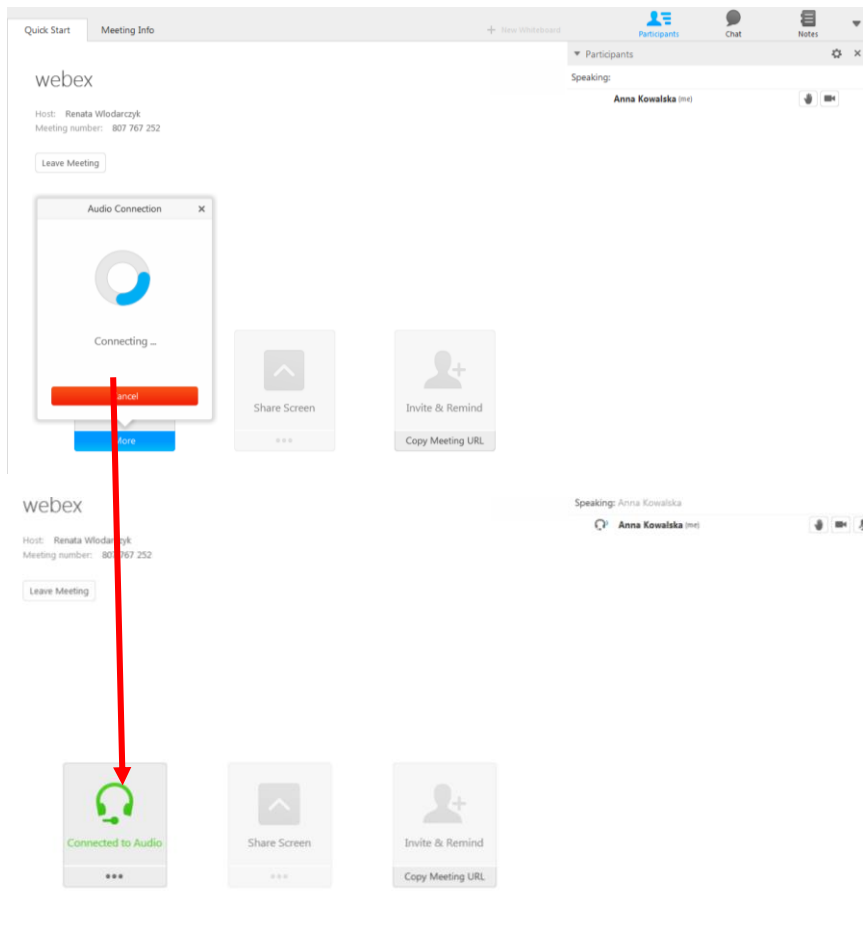 Quick Start
Meeting Info
New Whiteboard
Participants
Chat
Notes
Participants
Speaking:
Anna Kowalska (me)
webex
Host: Renata Wlodarczyk
Meeting number: 807 767 252
Leave Meeting
Audio Connection
Connecting ...
Cancel
More
Share Screen
Invite & Remind
Copy Meeting URL
webex
Host: Renata Wlodarczyk
Meeting number: 807 767 252
Leave Meeting
Speaking: Anna Kowalska
Anna Kowalska (me)
Connected to Audio
Share Screen
Invite & Remind
Copy Meeting URL